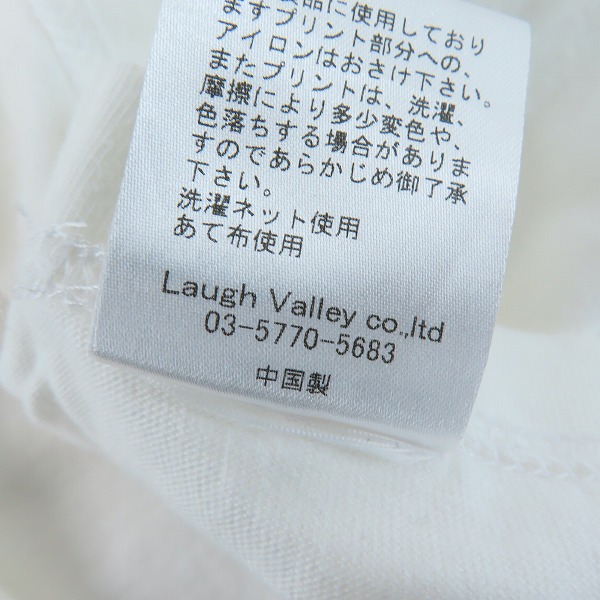 品に使用しており
ますプリント部分への、
アイロンはおさけ下さい。
またプリントは、洗濯、
摩擦により多少変色や、
色落ちする場合がありま
すのであらかじめ御了承
下さい。
洗濯ネット使用
あて布使用
Laugh Valley co.,ltd
03-5770-5683
中国製